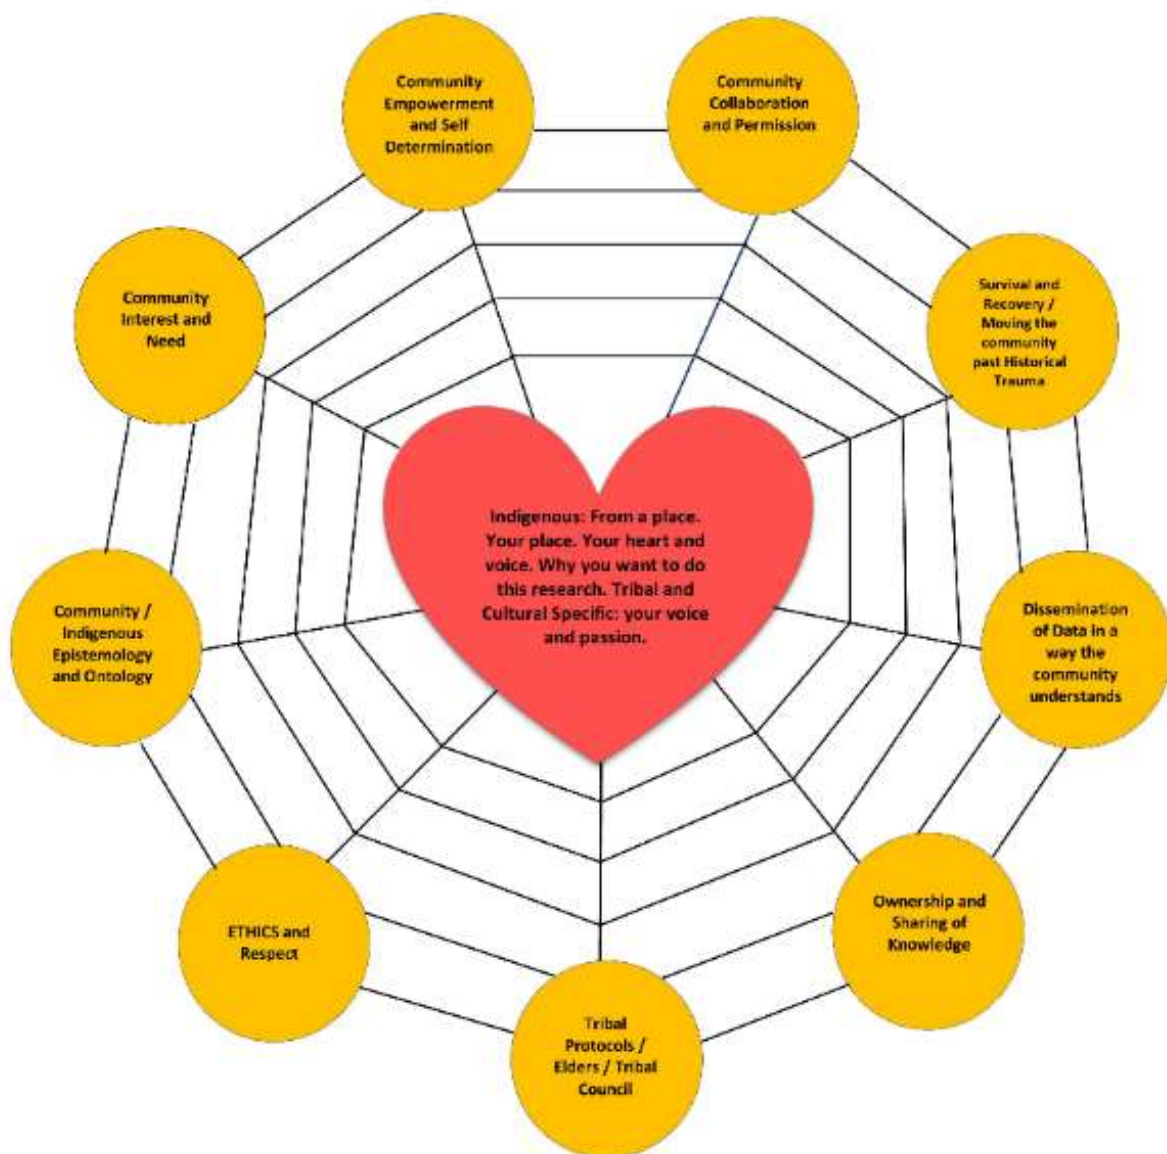 Community
Empowerment
and Self
Determination
Community
Collaboration
and Permission
Survival and
Recovery /
Moving the
community
past Historical
Trauma
Dissemination
of Data in a
way the
community
understands
Ownership and
Sharing of
Knowledge
Tribal
Protocols /
Elders / Tribal
Council
ETHICS and
Respect
Community /
Indigenous
Epistemology
and Ontology
Community
Interest and
Need
Indigenous: From a place.
Your place. Your heart and
voice. Why you want to do
this research. Tribal and
Cultural Specific: your voice
and passion.